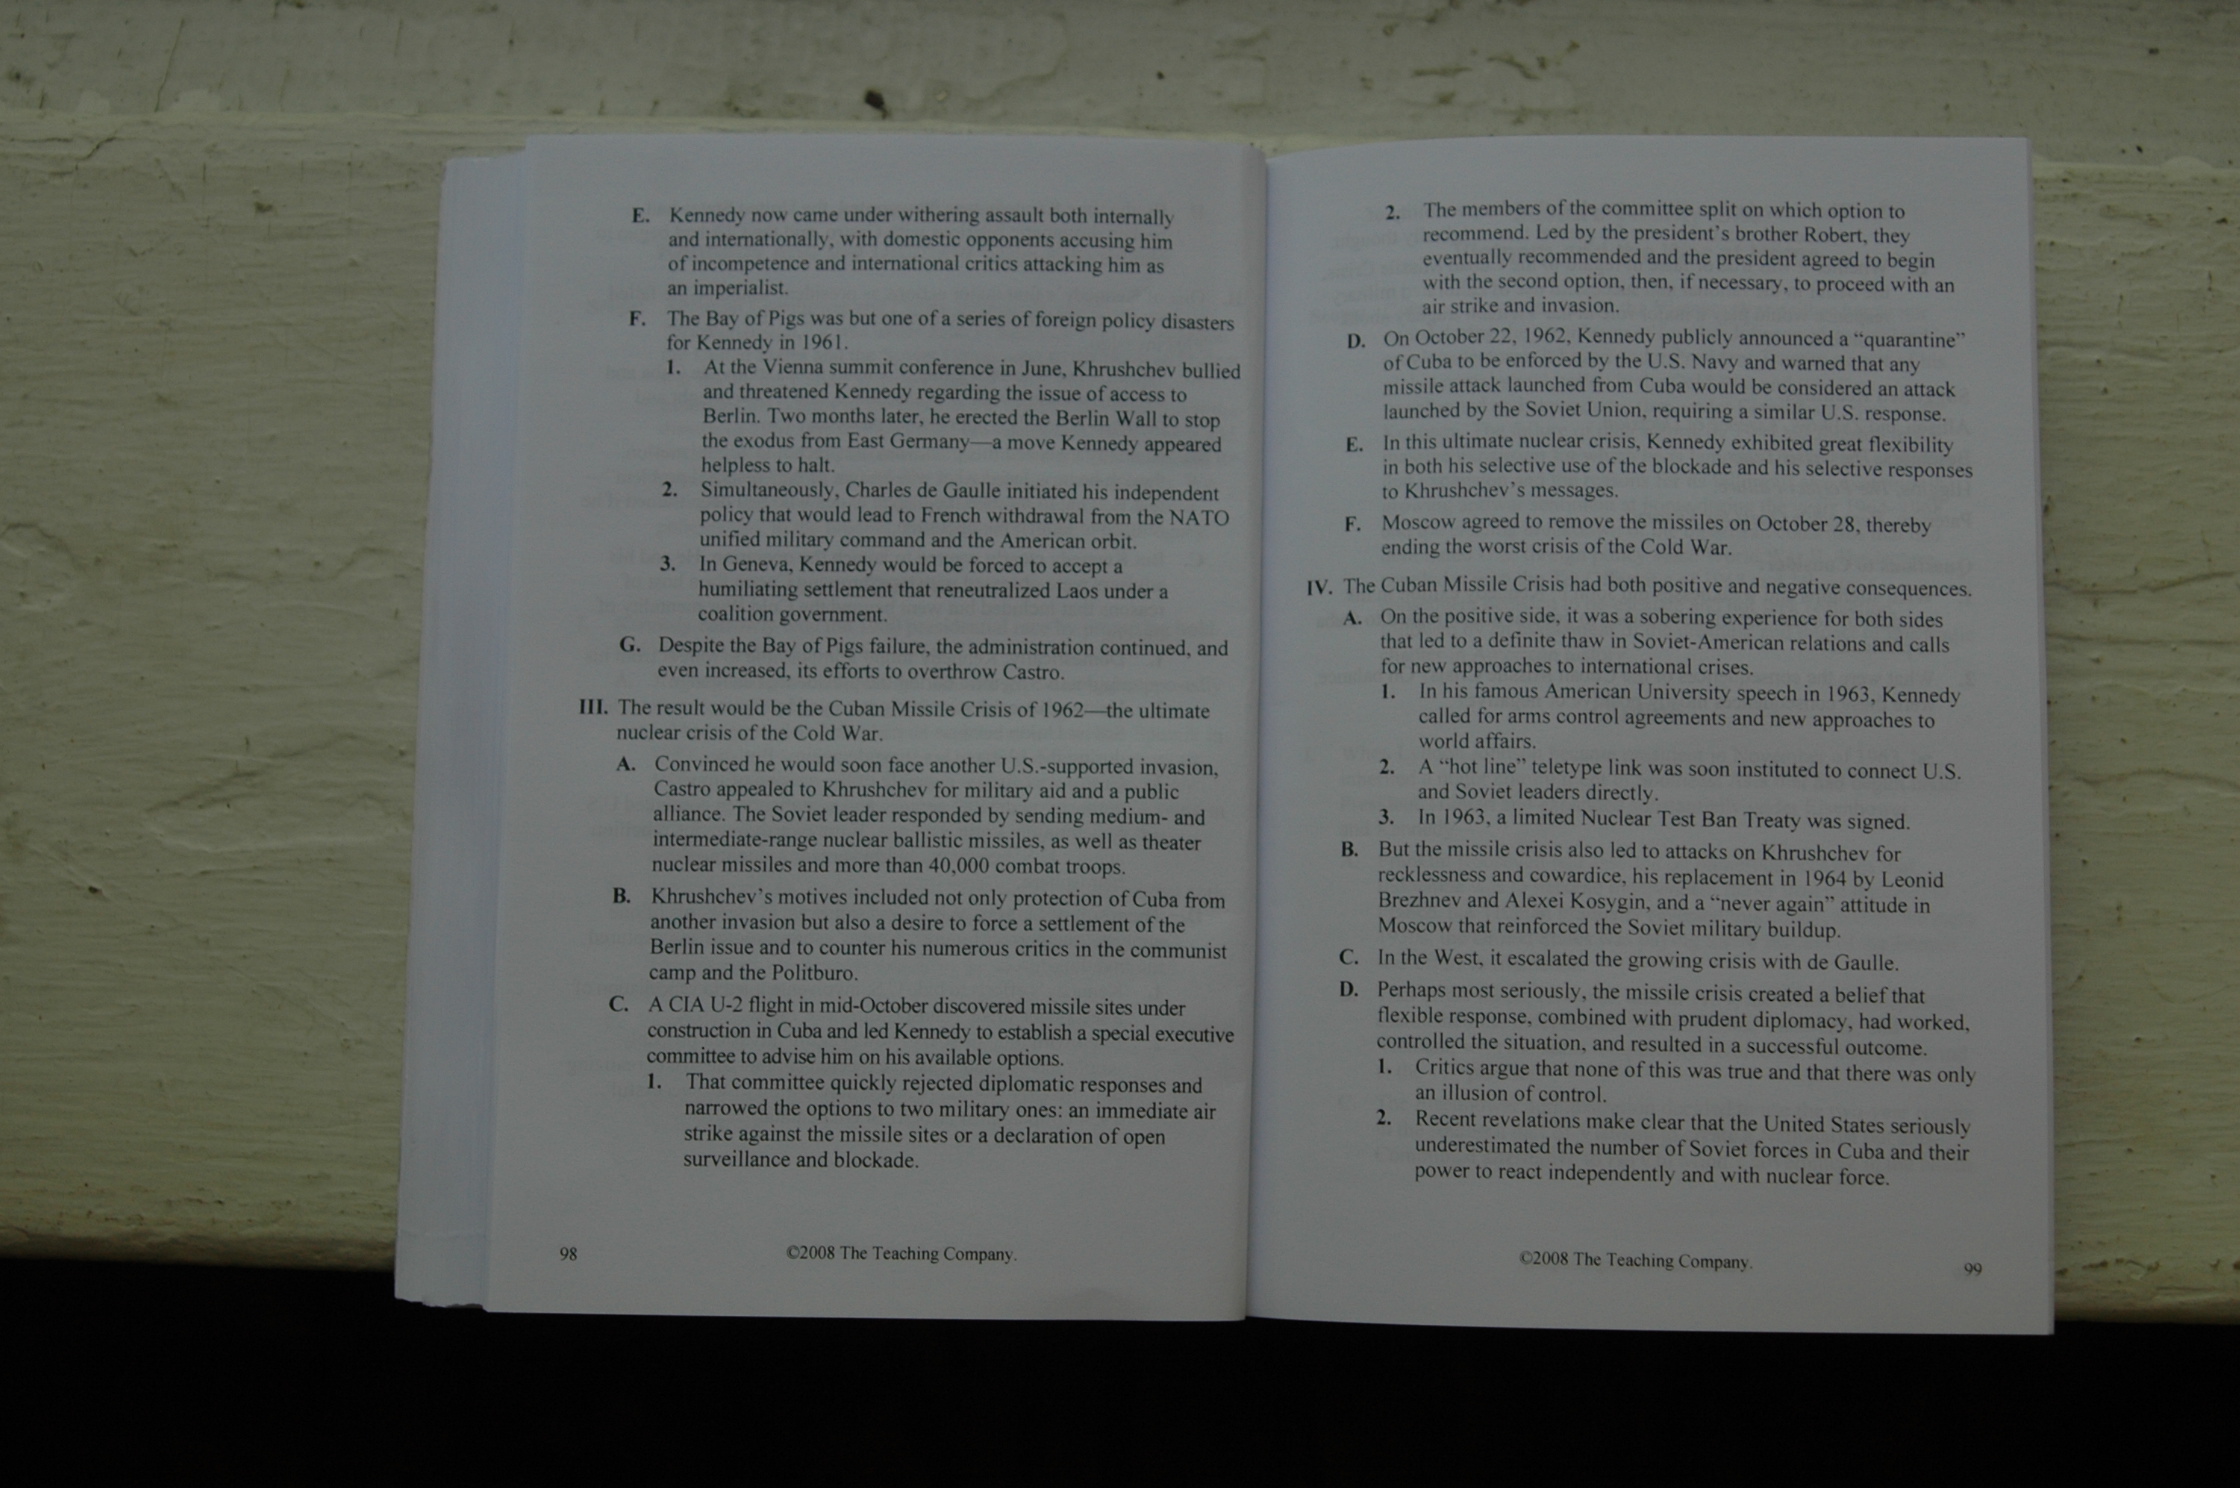 E. Kennedy now came under withering assault both internally
and internationally, with domestic opponents accusing him
of incompetence and international critics attacking him as
an imperialist.
F. The Bay of Pigs was but one of a series of foreign policy disasters
for Kennedy in 1961.
1. At the Vienna summit conference in June, Khrushchev bullied
and threatened Kennedy regarding the issue of access to
Berlin. Two months later, he erected the Berlin Wall to stop
the exodus from East Germany—a move Kennedy appeared
helpless to halt.
2. Simultaneously, Charles de Gaulle initiated his independent
policy that would lead to French withdrawal from the NATO
unified military command and the American orbit.
3. In Geneva, Kennedy would be forced to accept a
humiliating settlement that reneutralized Laos under a
coalition government.
G. Despite the Bay of Pigs failure, the administration continued, and
even increased, its efforts to overthrow Castro.
III. The result would be the Cuban Missile Crisis of 1962—the ultimate
nuclear crisis of the Cold War.
A. Convinced he would soon face another U.S.-supported invasion,
Castro appealed to Khrushchev for military aid and a public
alliance. The Soviet leader responded by sending medium- and
intermediate-range nuclear ballistic missiles, as well as theater
nuclear missiles and more than 40,000 combat troops.
B. Khrushchev's motives included not only protection of Cuba from
another invasion but also a desire to force a settlement of the
Berlin issue and to counter his numerous critics in the communist
camp and the Politburo.
C. A CIA U-2 flight in mid-October discovered missile sites under
construction in Cuba and led Kennedy to establish a special executive
committee to advise him on his available options.
1. That committee quickly rejected diplomatic responses and
narrowed the options to two military ones: an immediate air
strike against the missile sites or a declaration of open
surveillance and blockade.
98
©2008 The Teaching Company.
2. The members of the committee split on which option to
recommend. Led by the president's brother Robert, they
eventually recommended and the president agreed to begin
with the second option, then, if necessary, to proceed with an
air strike and invasion.
D. On October 22, 1962, Kennedy publicly announced a “quarantine”
of Cuba to be enforced by the U.S. Navy and warned that any
missile attack launched from Cuba would be considered an attack
launched by the Soviet Union, requiring a similar U.S. response.
E. In this ultimate nuclear crisis, Kennedy exhibited great flexibility
in both his selective use of the blockade and his selective responses
to Khrushchev's messages.
F. Moscow agreed to remove the missiles on October 28, thereby
ending the worst crisis of the Cold War.
IV. The Cuban Missile Crisis had both positive and negative consequences.
A. On the positive side, it was a sobering experience for both sides
that led to a definite thaw in Soviet-American relations and calls
for new approaches to international crises.
1. In his famous American University speech in 1963, Kennedy
called for arms control agreements and new approaches to
world affairs.
2. A “hot line” teletype link was soon instituted to connect U.S.
and Soviet leaders directly.
3. In 1963, a limited Nuclear Test Ban Treaty was signed.
B. But the missile crisis also led to attacks on Khrushchev for
recklessness and cowardice, his replacement in 1964 by Leonid
Brezhnev and Alexei Kosygin, and a “never again” attitude in
Moscow that reinforced the Soviet military buildup.
C. In the West, it escalated the growing crisis with de Gaulle.
D. Perhaps most seriously, the missile crisis created a belief that
flexible response, combined with prudent diplomacy, had worked,
controlled the situation, and resulted in a successful outcome.
1. Critics argue that none of this was true and that there was only
an illusion of control.
2. Recent revelations make clear that the United States seriously
underestimated the number of Soviet forces in Cuba and their
power to react independently and with nuclear force.
©2008 The Teaching Company.
99